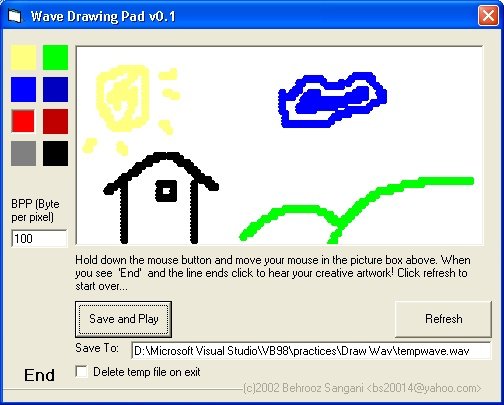 Wave Drawing Pad v0.1
BPP (Byte
per pixel)
100
Hold down the mouse button and move your mouse in the picture box above. When
you see 'End' and the line ends click to hear your creative artwork! Click refresh to
start over...
Save and Play
Refresh
Save To:
D:\Microsoft Visual Studio\VB98\practices\Draw Wav\tempwave.wav
End
Delete temp file on exit
(c)2002 Behrooz Sangani <bs20014@yahoo.com>